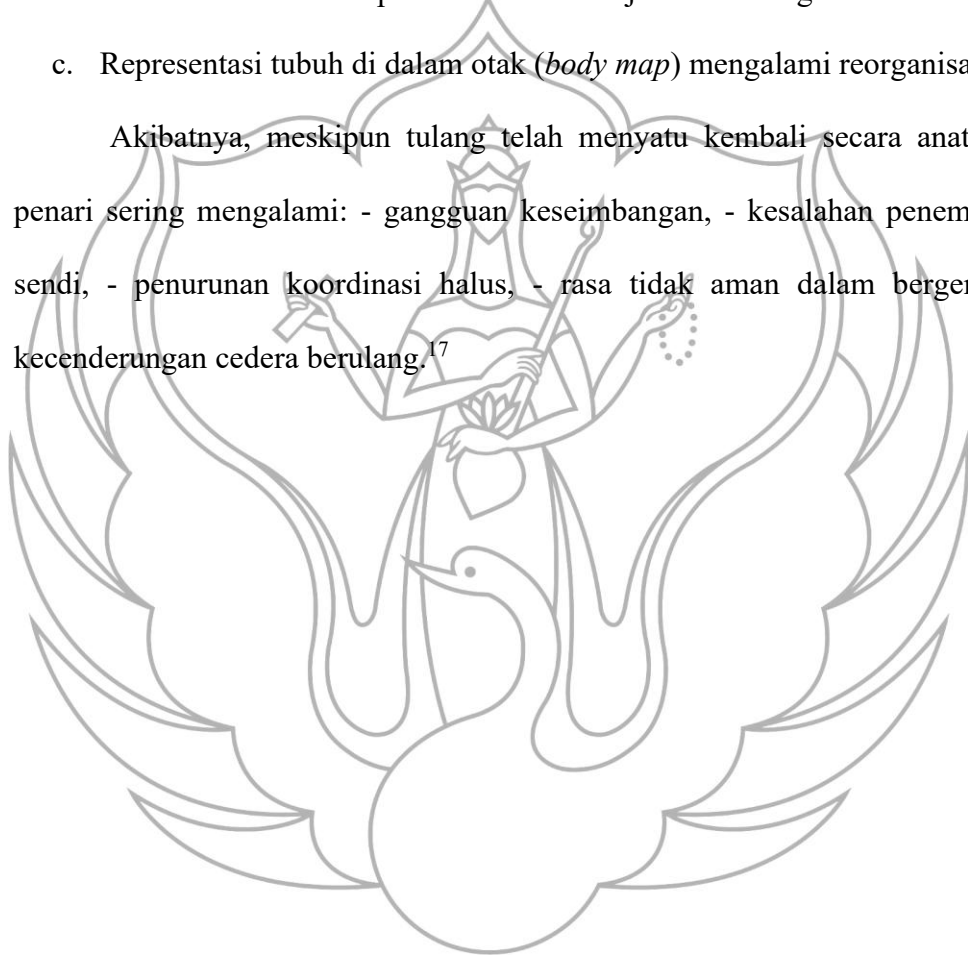 c. Representasi tubuh di dalam otak (body map) mengalami reorganisa
Akibatnya, meskipun tulang telah menyatu kembali secara anat
penari sering mengalami: - gangguan keseimbangan, - kesalahan penem
sendi, - penurunan koordinasi halus, - rasa tidak aman dalam berger
kecenderungan cedera berulang.17